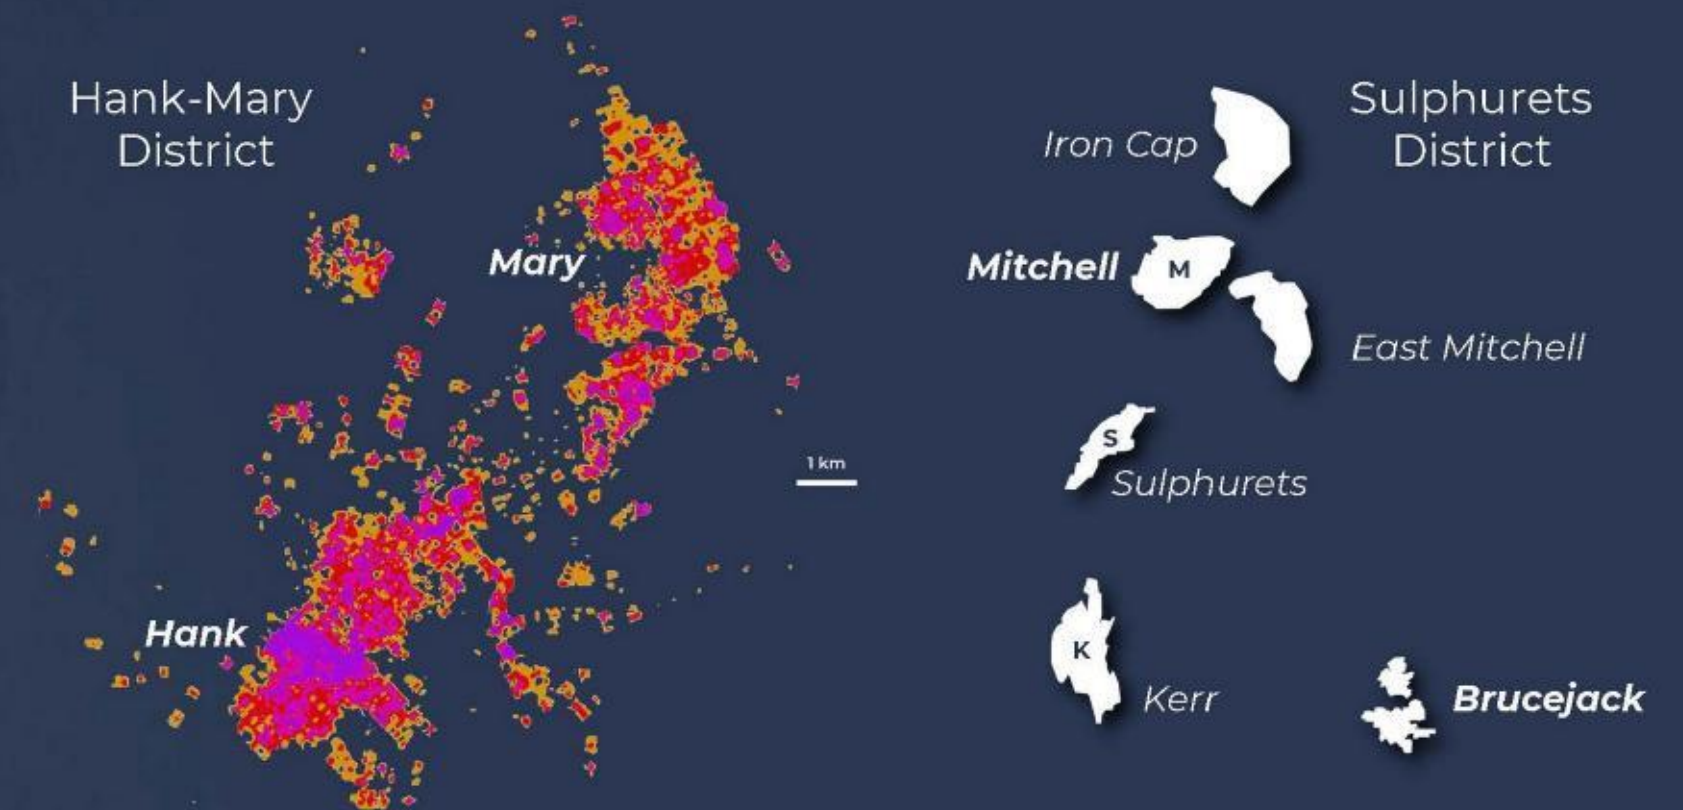 Hank-Mary
District
Sulphurets
District
Iron Cap
Mary
Mitchell
M
East Mitchell
S
1 km
Sulphurets
Hank
K
Kerr
Brucejack